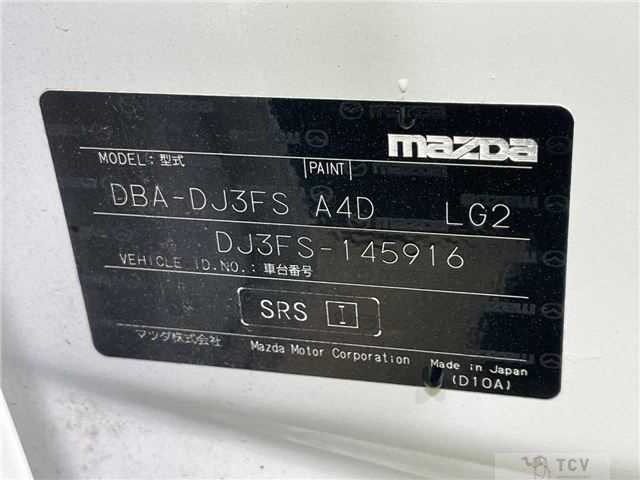 mazda
MODEL: 型式 PAINT
DBA-DJ3FS A4D LG2
DJ3FS-145916
VEHICLE ID.NO.: 車台番号
SRS I
マツダ株式会社 Mazda Motor Corporation Made in Japan
(D10A)
TCV